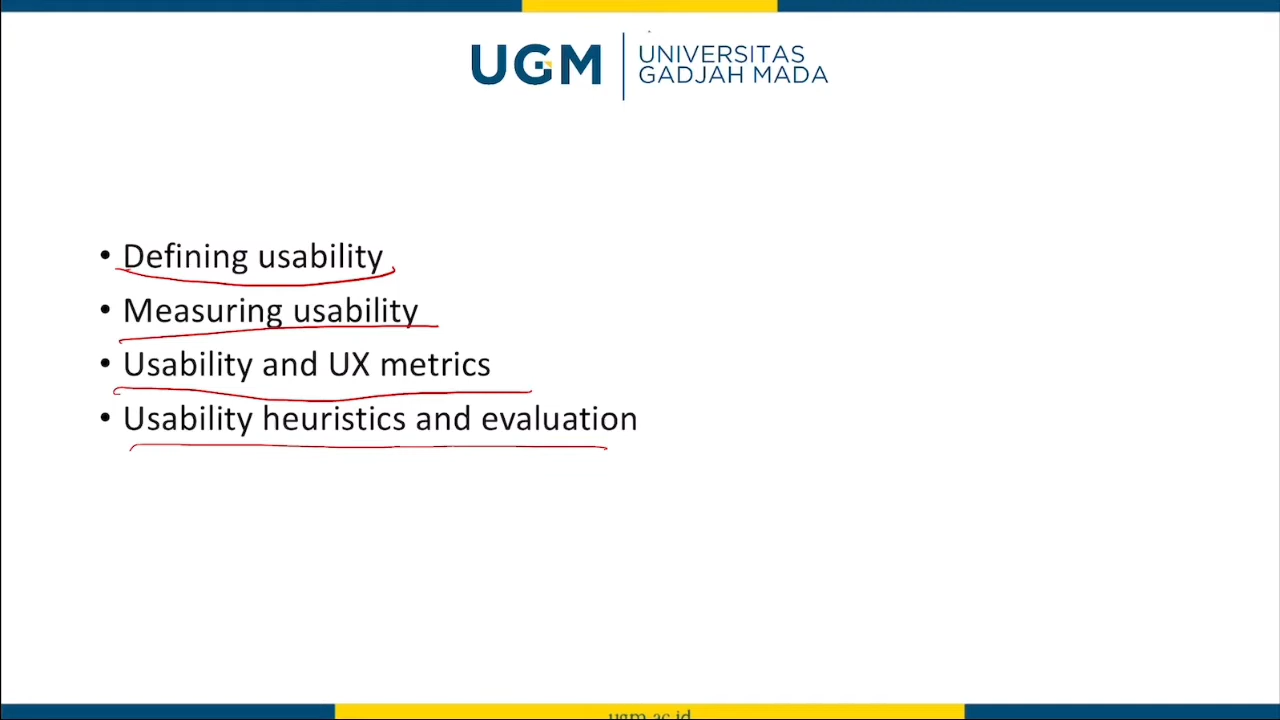 UGM
UNIVERSITAS
GADJAH MADA
• Defining usability
• Measuring usability
• Usability and UX metrics
• Usability heuristics and evaluation
ugm.ac.id